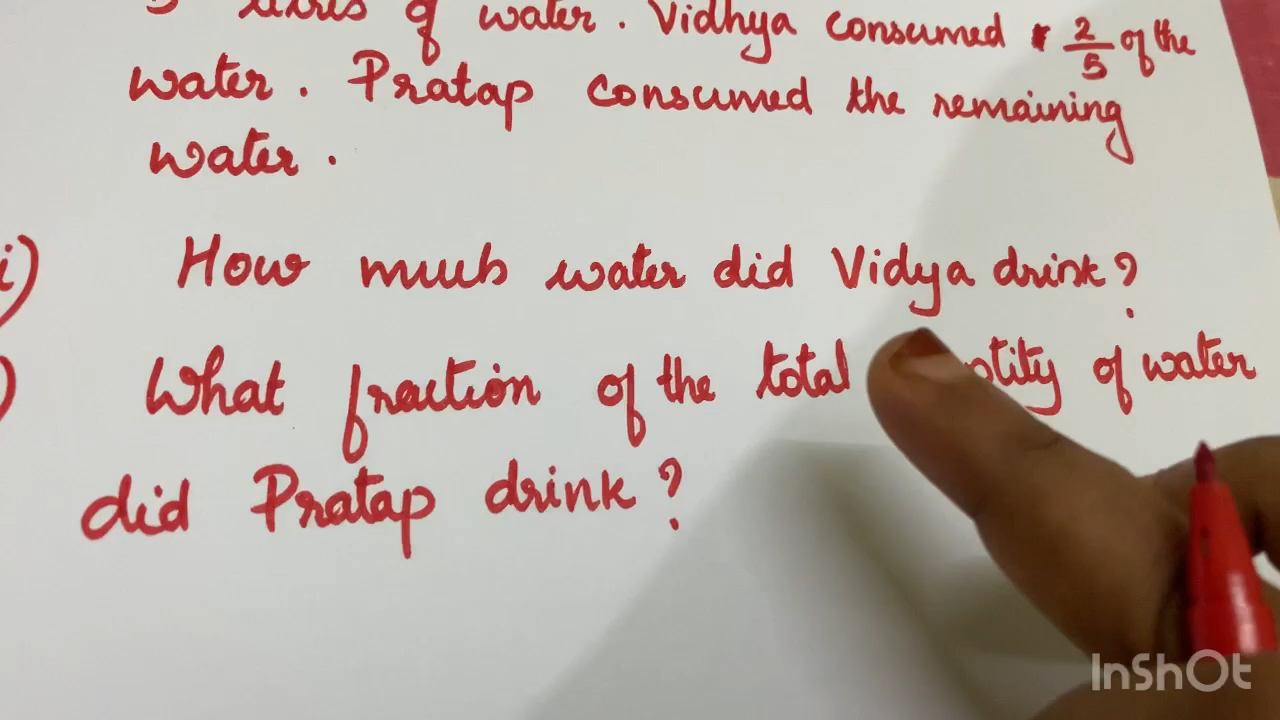 of water. Vidhya consumed 2/5 of the
water. Pratap consumed the remaining
water.
i) How much water did Vidya drink?
) What fraction of the total of water
did Pratap drink?
InShOt